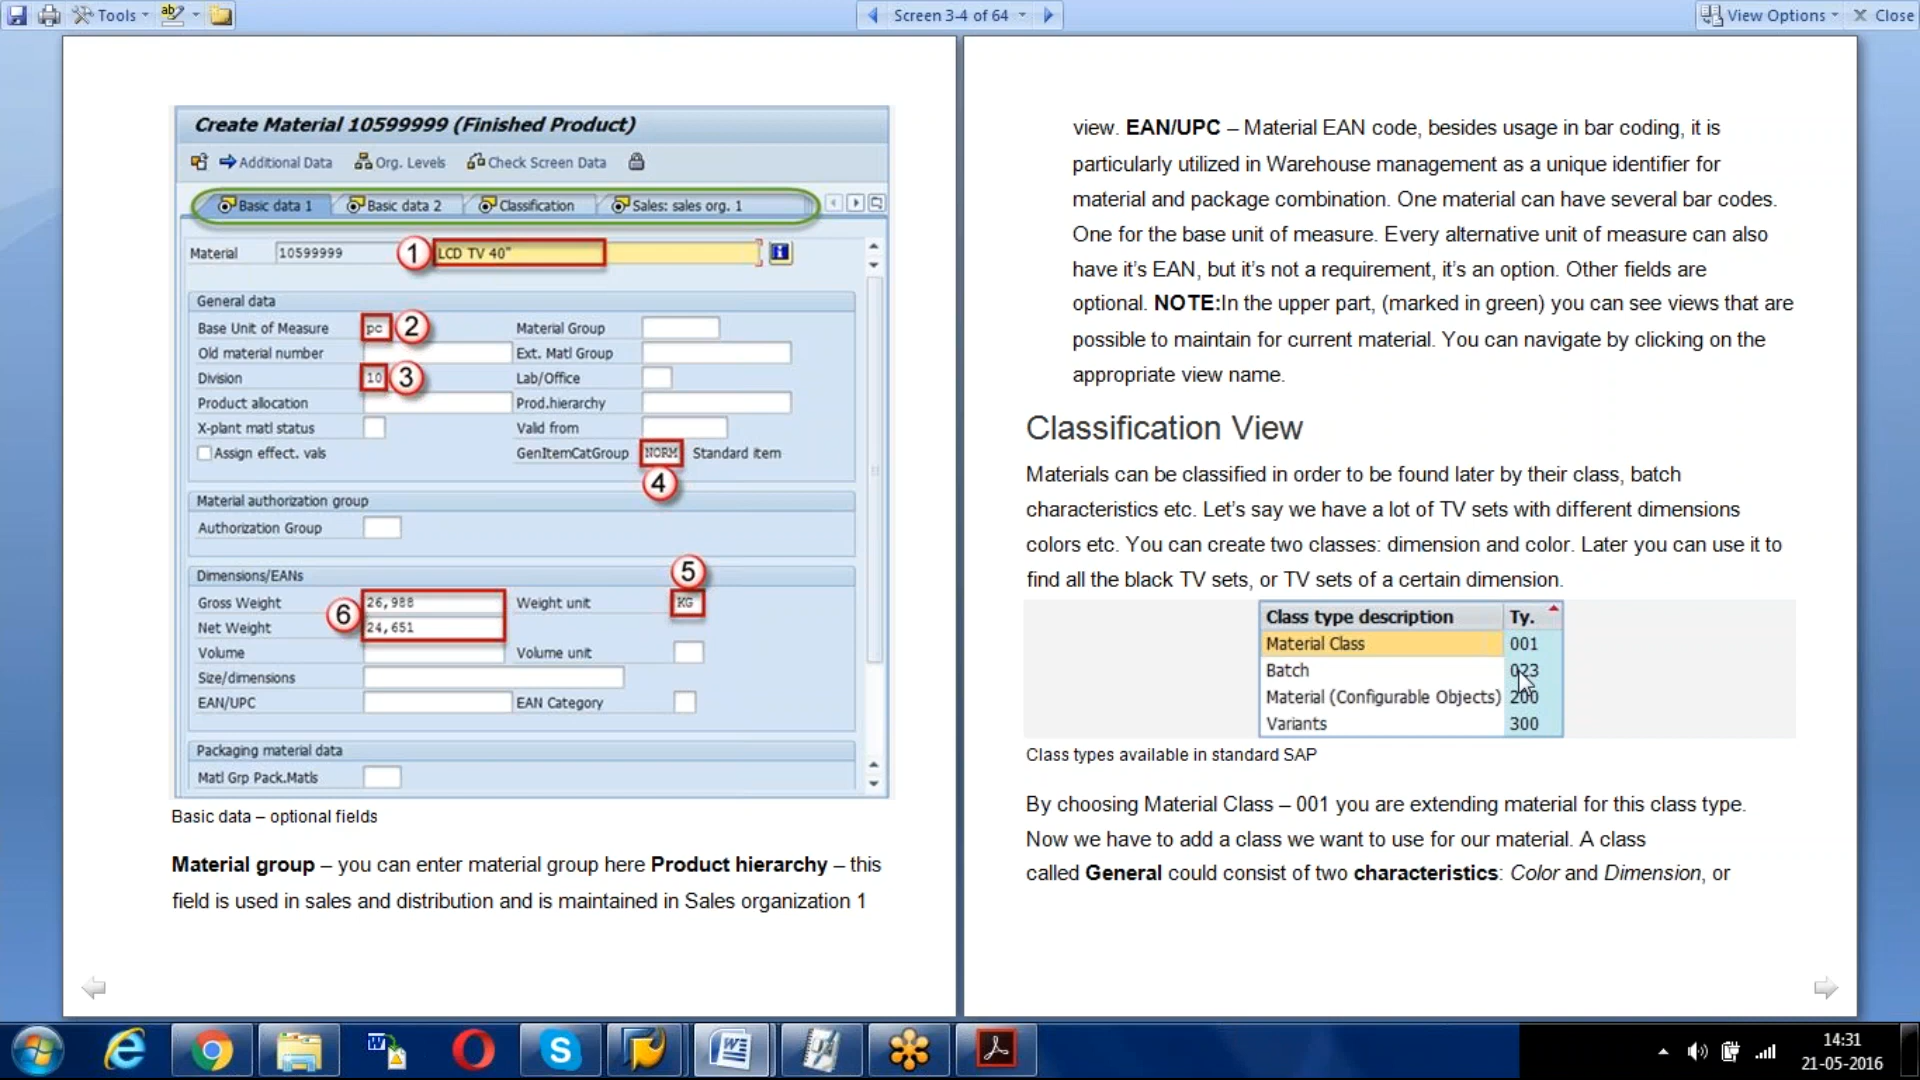 Tools
Screen 3-4 of 64
View Options
Close
Create Material 10599999 (Finished Product)
Additional Data Org. Levels Check Screen Data
Basic data 1 Basic data 2 Classification Sales: sales org. 1
Material 10599999 1 LCD TV 40"
General data
Base Unit of Measure pc 2 Material Group
Old material number Ext. Matl Group
Division 10 3 Lab/Office
Product allocation Prod.hierarchy
X-plant matl status Valid from
Assign effect. vals GenItemCatGroup NORM Standard item
4
Material authorization group
Authorization Group
Dimensions/EANs
5
Gross Weight 26,988 Weight unit KG
6
Net Weight 24,651
Volume Volume unit
Size/dimensions
EAN/UPC EAN Category
Packaging material data
Matl Grp Pack.Matls
Basic data – optional fields
Material group – you can enter material group here Product hierarchy – this
field is used in sales and distribution and is maintained in Sales organization 1
view. EAN/UPC – Material EAN code, besides usage in bar coding, it is
particularly utilized in Warehouse management as a unique identifier for
material and package combination. One material can have several bar codes.
One for the base unit of measure. Every alternative unit of measure can also
have it's EAN, but it's not a requirement, it's an option. Other fields are
optional. NOTE:In the upper part, (marked in green) you can see views that are
possible to maintain for current material. You can navigate by clicking on the
appropriate view name.
Classification View
Materials can be classified in order to be found later by their class, batch
characteristics etc. Let's say we have a lot of TV sets with different dimensions
colors etc. You can create two classes: dimension and color. Later you can use it to
find all the black TV sets, or TV sets of a certain dimension.
Class type description Ty.
Material Class 001
Batch 023
Material (Configurable Objects) 200
Variants 300
Class types available in standard SAP
By choosing Material Class – 001 you are extending material for this class type.
Now we have to add a class we want to use for our material. A class
called General could consist of two characteristics: Color and Dimension, or
14:31
21-05-2016